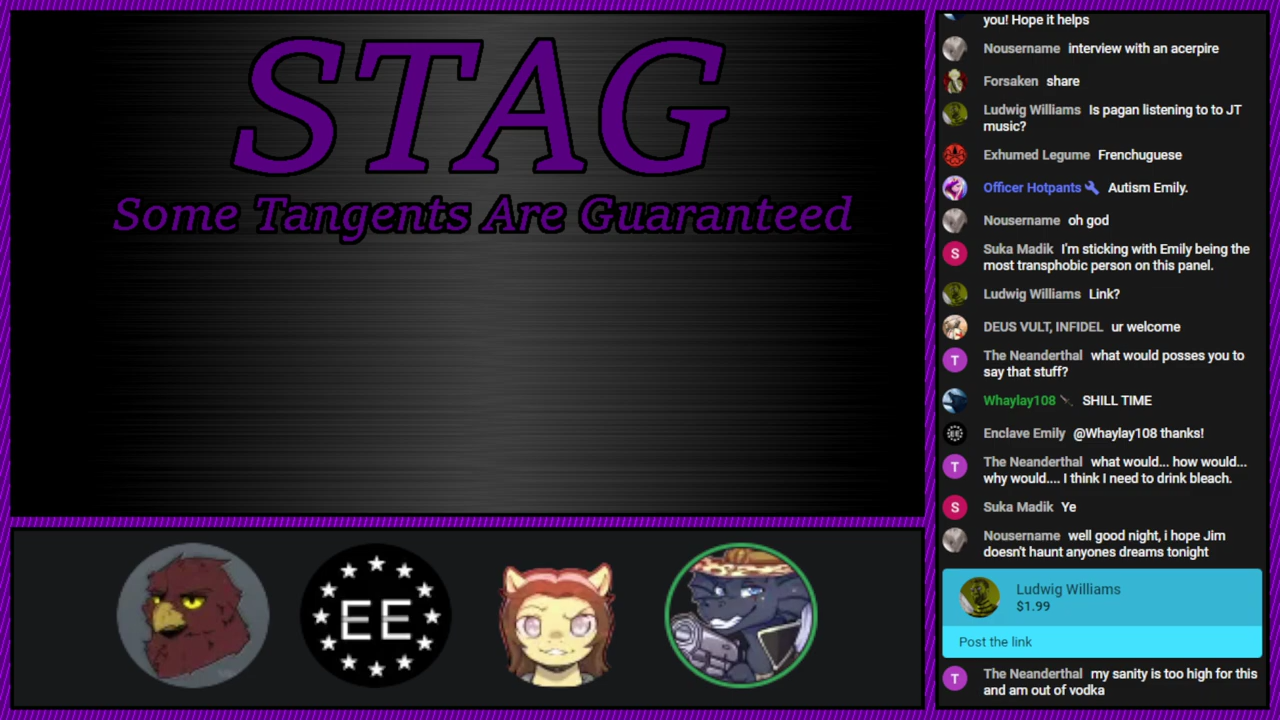 STAG
Some Tangents Are Guaranteed
EE
you! Hope it helps
Nousername interview with an acerpire
Forsaken share
Ludwig Williams Is pagan listening to to JT
music?
Exhumed Legume Frenchuguese
Officer Hotpants Autism Emily.
Nousername oh god
S Suka Madik I'm sticking with Emily being the
most transphobic person on this panel.
Ludwig Williams Link?
DEUS VULT, INFIDEL ur welcome
T The Neanderthal what would posses you to
say that stuff?
Whaylay108 SHILL TIME
EE Enclave Emily @Whaylay108 thanks!
T The Neanderthal what would... how would...
why would.... I think I need to drink bleach.
S Suka Madik Ye
Nousername well good night, i hope Jim
doesn't haunt anyones dreams tonight
Ludwig Williams
$1.99
Post the link
T The Neanderthal my sanity is too high for this
and am out of vodka